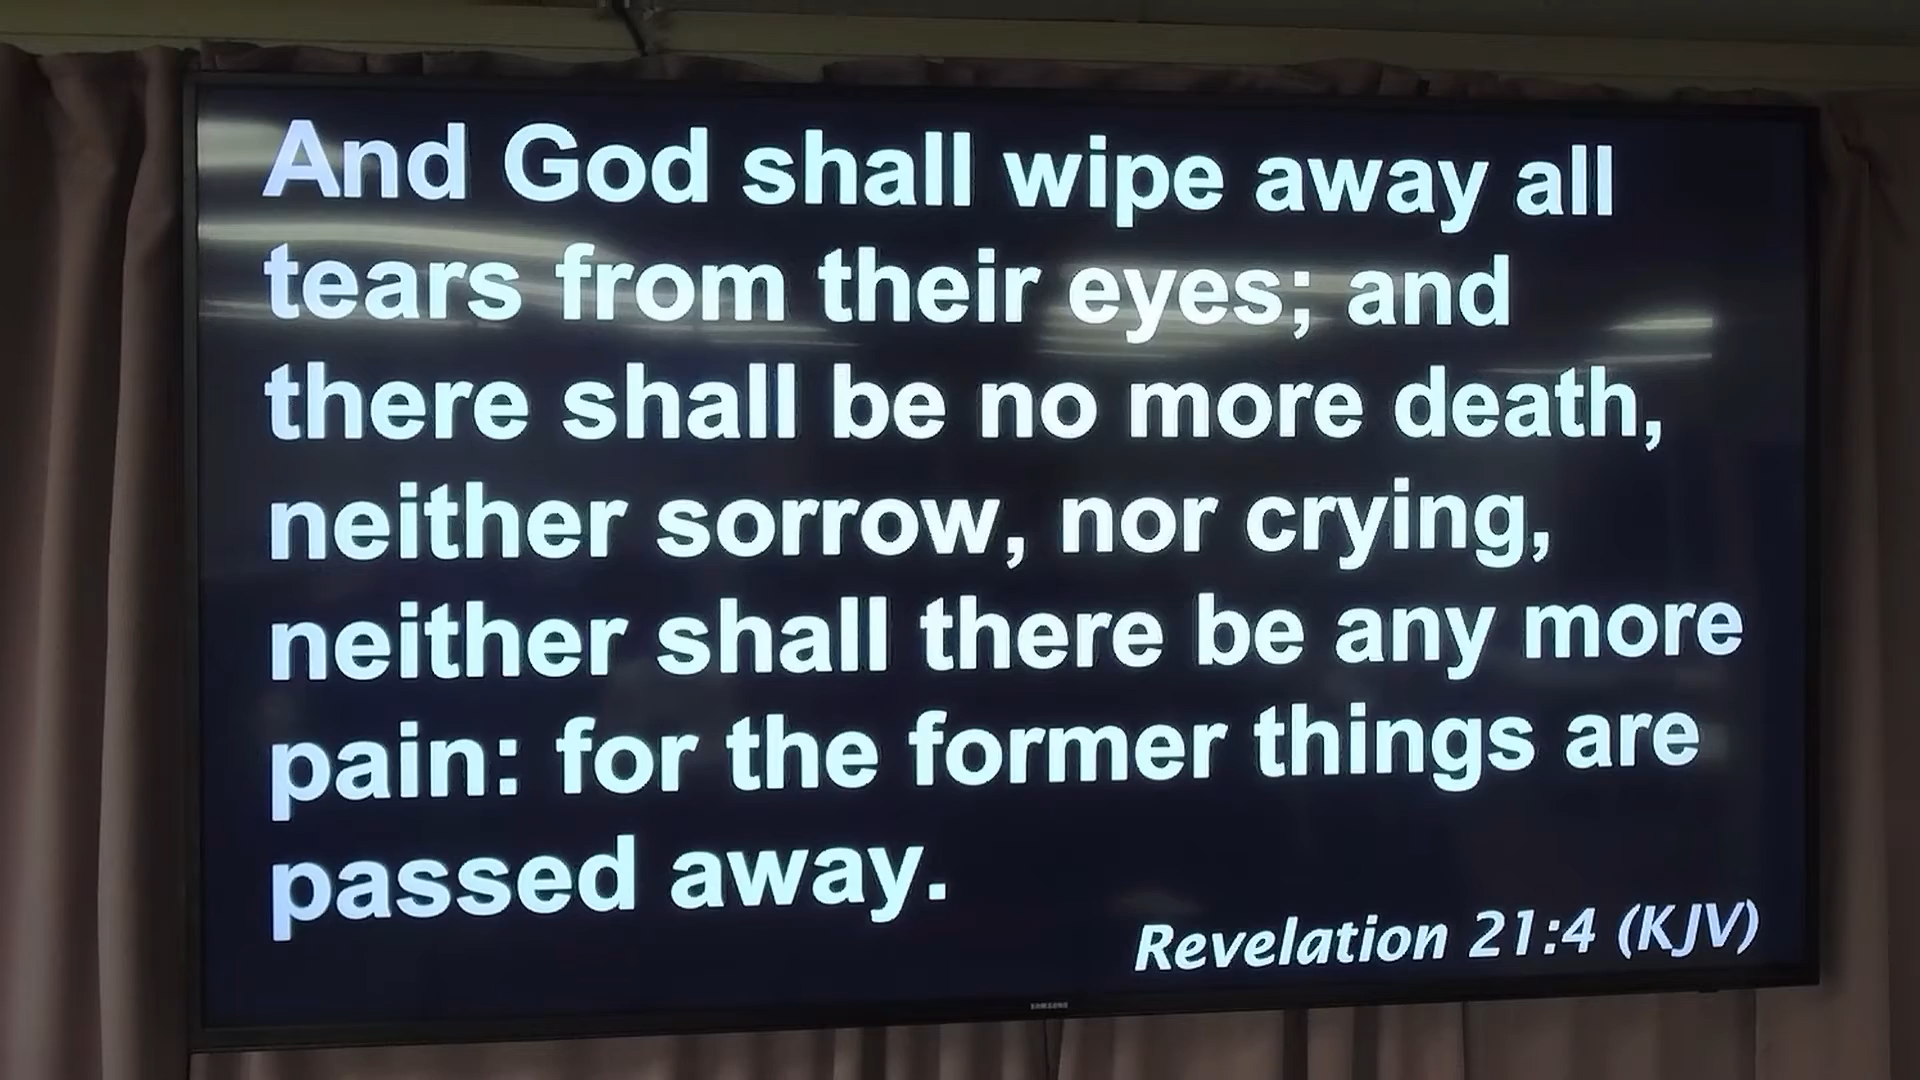 And God shall wipe away all
tears from their eyes; and
there shall be no more death,
neither sorrow, nor crying,
neither shall there be any more
pain: for the former things are
passed away.
Revelation 21:4 (KJV)
SAMSUNG